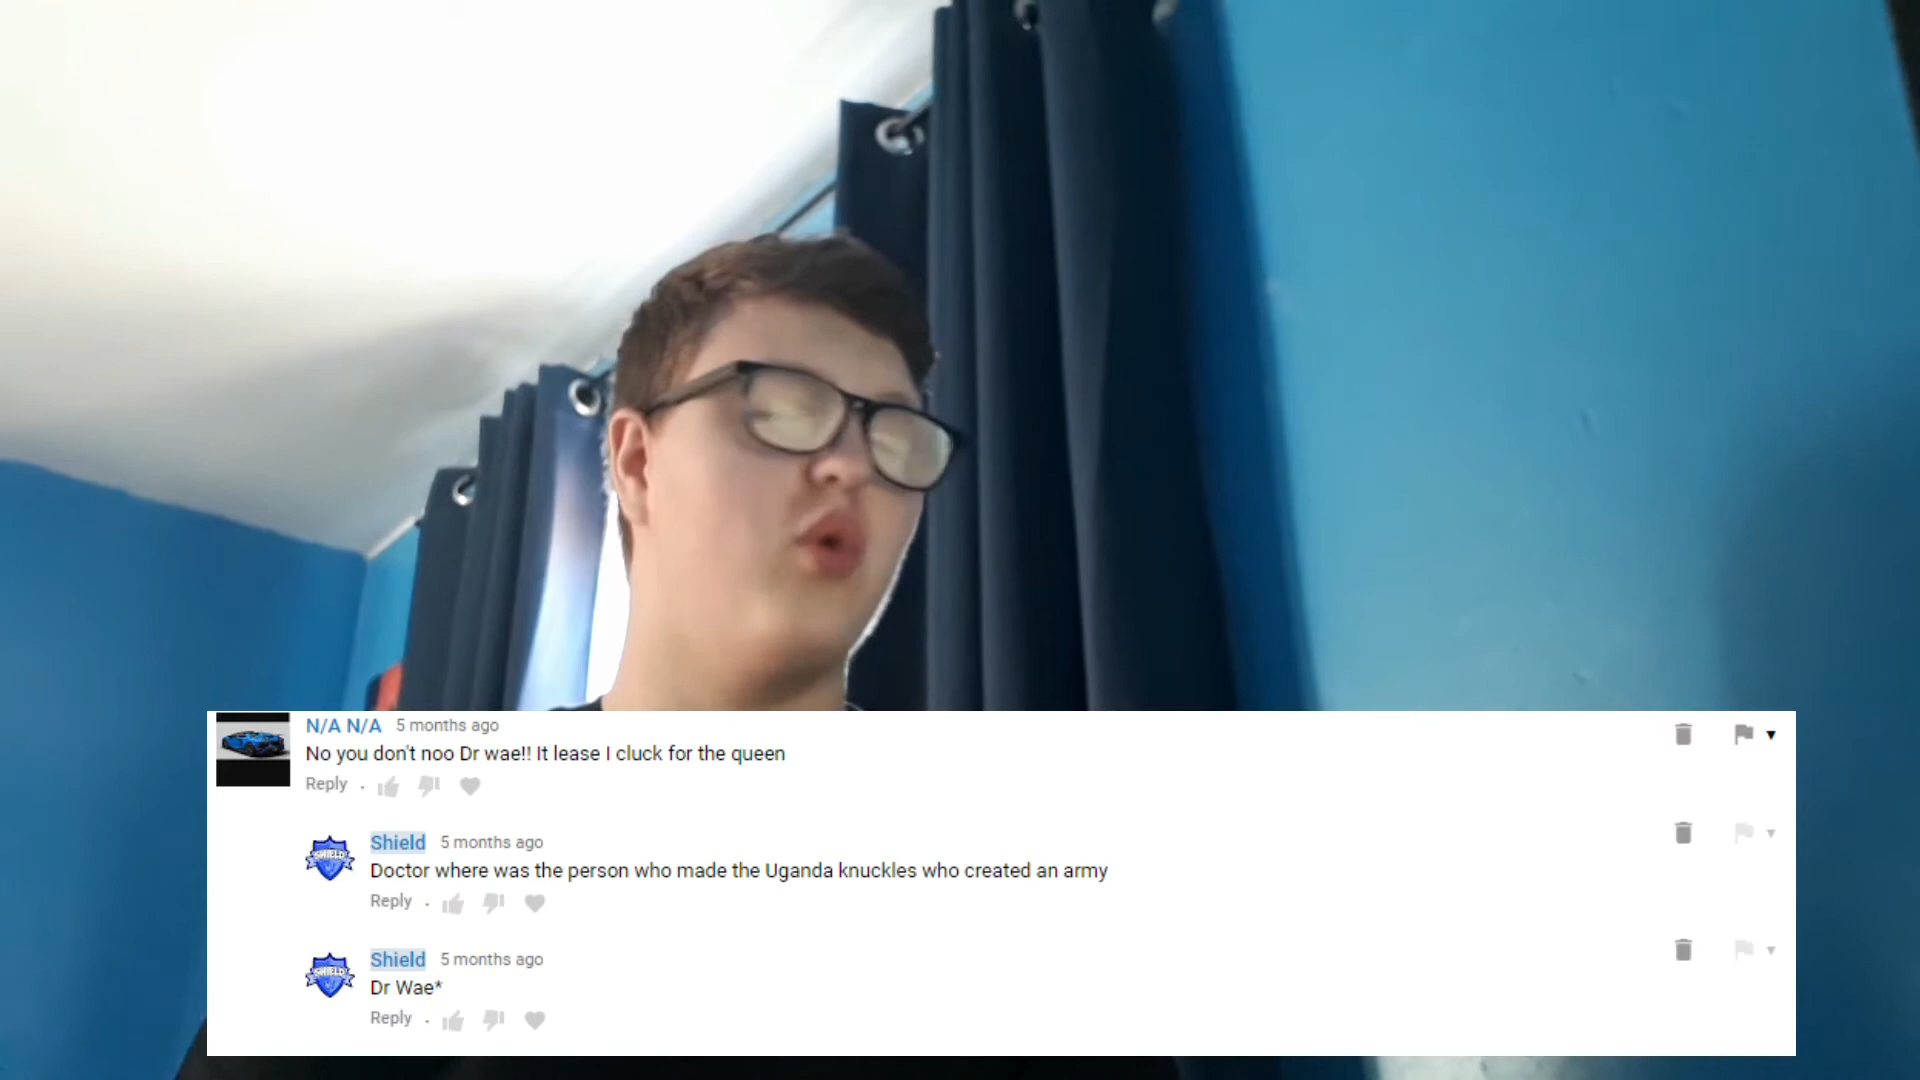 N/A N/A 5 months ago
No you don't noo Dr wae!! It lease I cluck for the queen
Reply .
SHIELD
Shield 5 months ago
Doctor where was the person who made the Uganda knuckles who created an army
Reply .
SHIELD
Shield 5 months ago
Dr Wae*
Reply .